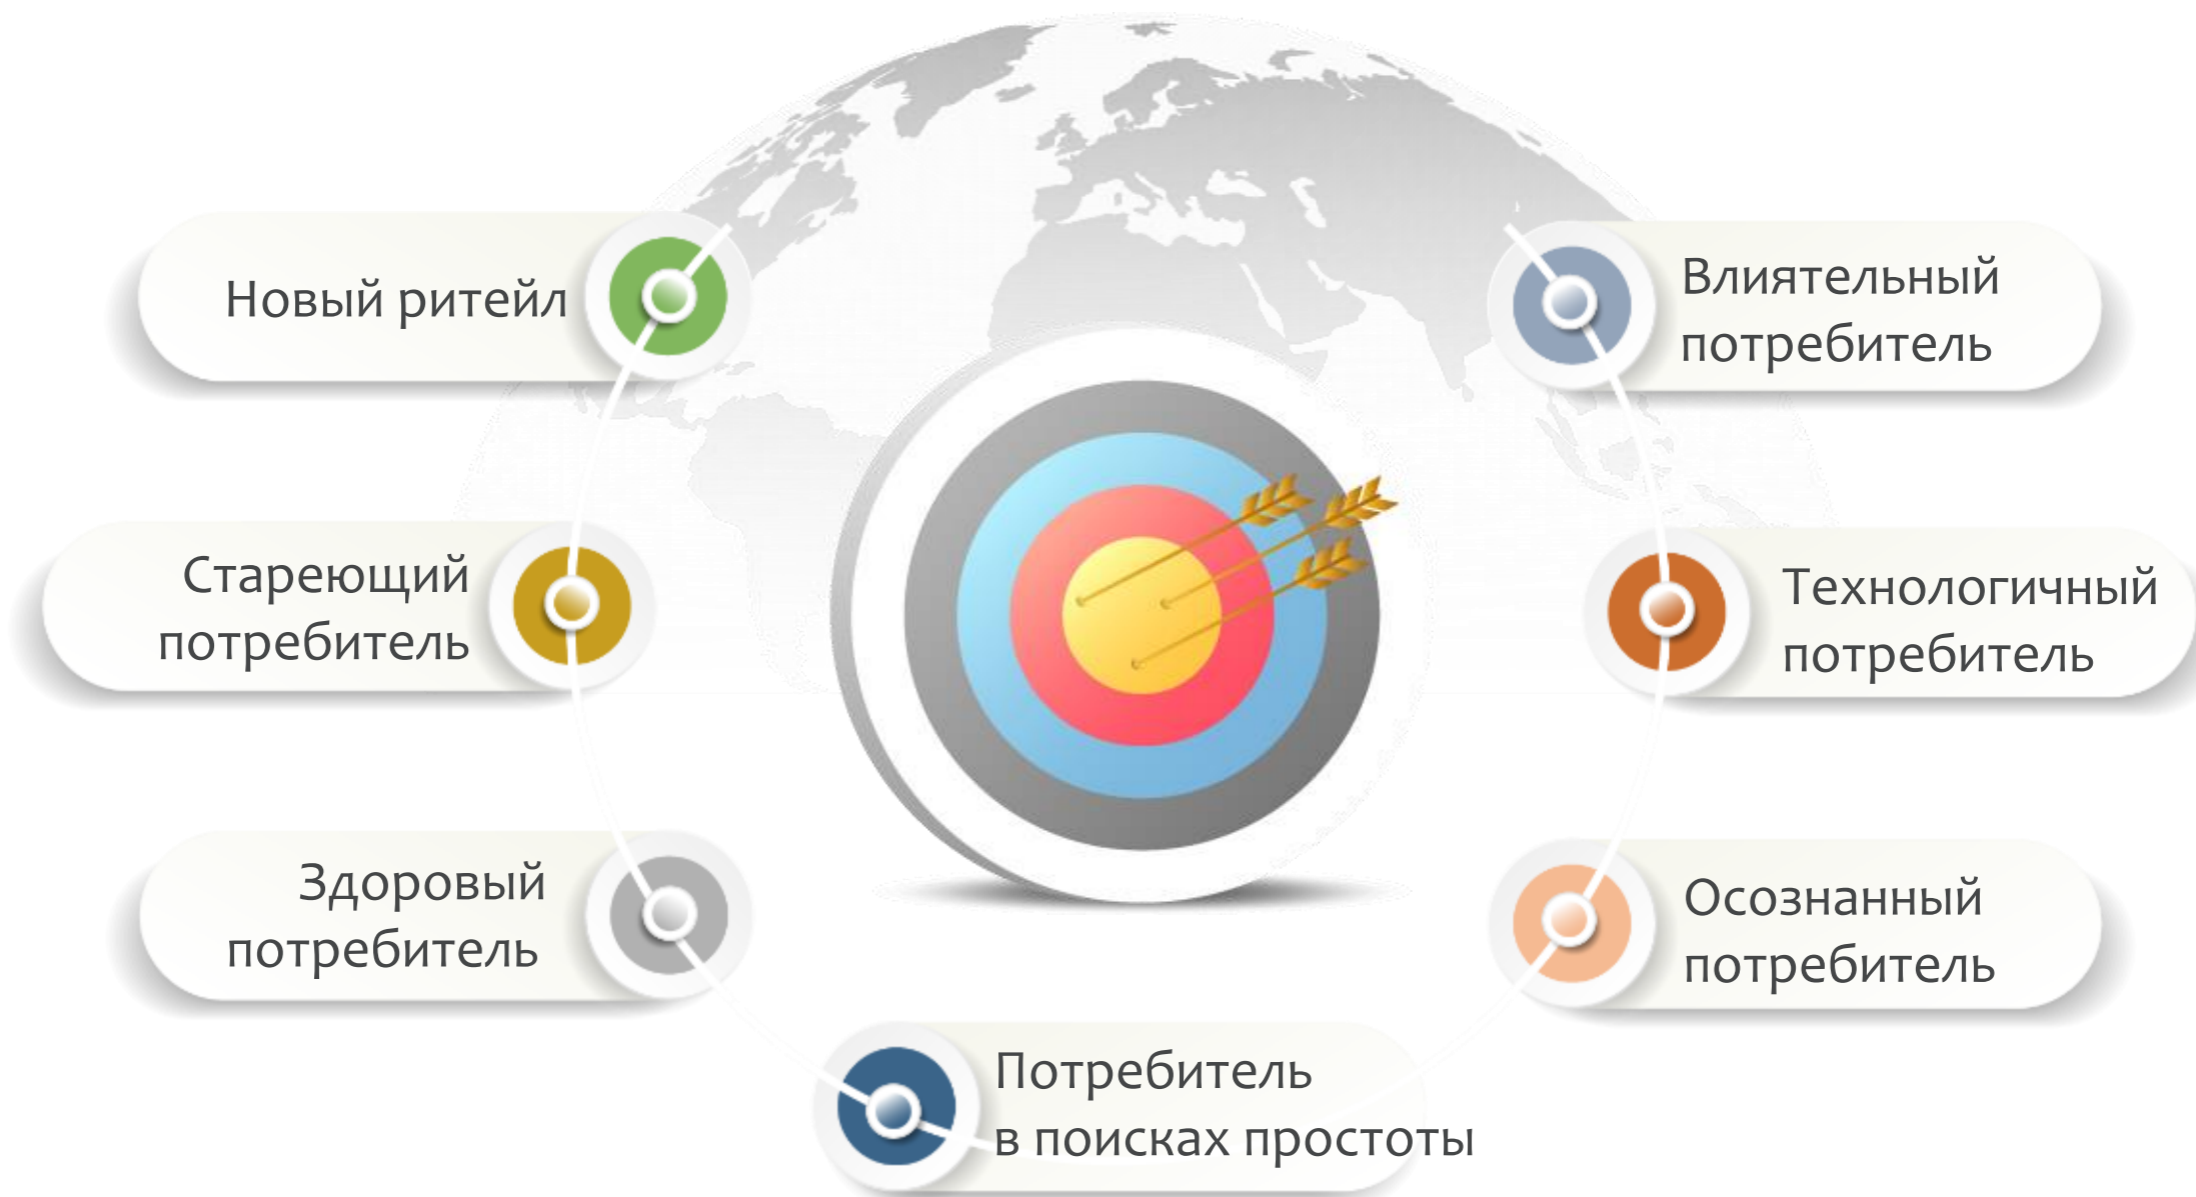 Новый ритейл
Влиятельный
потребитель
Стареющий
потребитель
Технологичный
потребитель
Здоровый
потребитель
Осознанный
потребитель
Потребитель
в поисках простоты